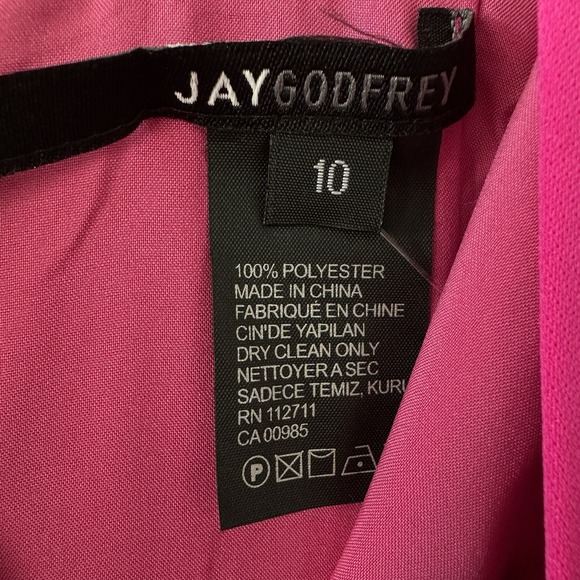 JAYGODFREY
10
100% POLYESTER
MADE IN CHINA
FABRIQUÉ EN CHINE
CIN'DE YAPILAN
DRY CLEAN ONLY
NETTOYER A SEC
SADECE TEMIZ, KURU
RN 112711
CA 00985
P